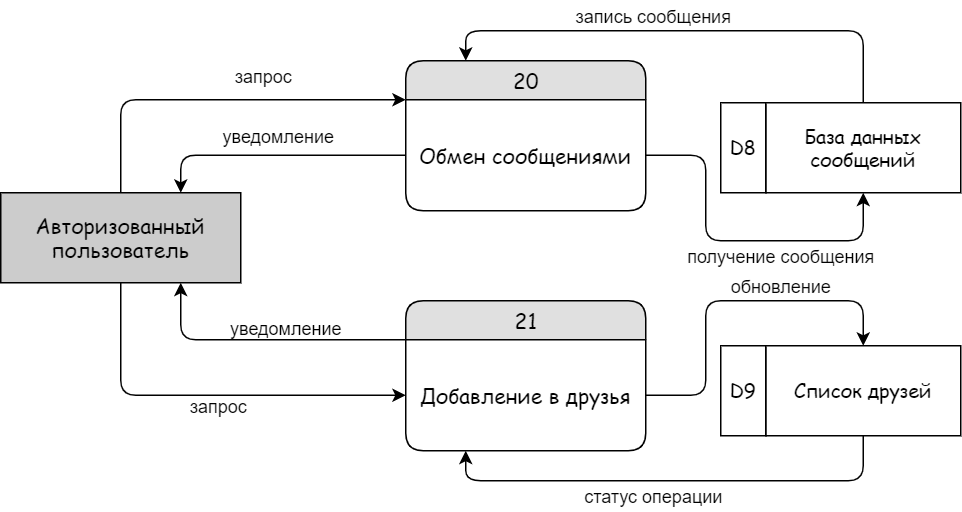 запись сообщения
запрос
20
уведомление
Обмен сообщениями
D8
База данных
сообщений
Авторизованный
пользователь
получение сообщения
обновление
21
уведомление
Добавление в друзья
D9
Список друзей
запрос
статус операции